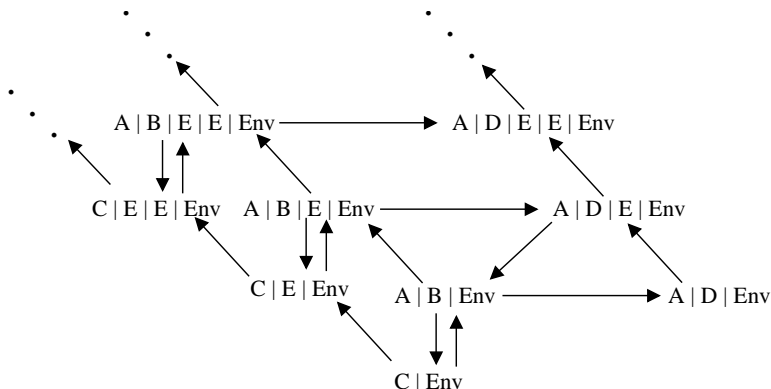 A | B | E | E | Env
A | D | E | E | Env
C | E | E | Env
A | B | E | Env
A | D | E | Env
C | E | Env
A | B | Env
A | D | Env
C | Env